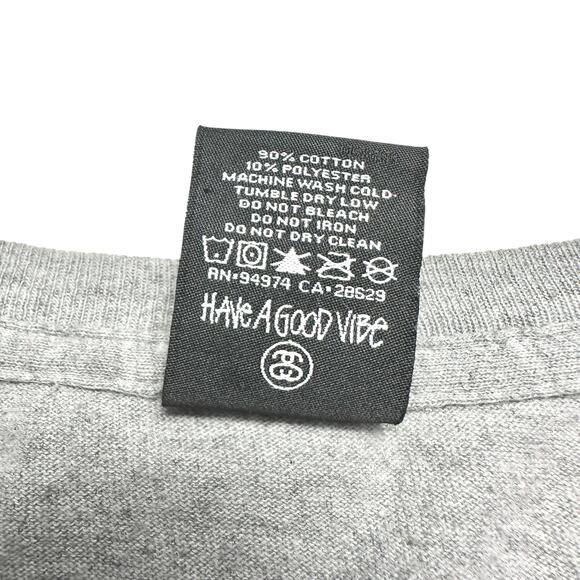 90% COTTON
10% POLYESTER
MACHINE WASH COLD-
TUMBLE DRY LOW
DO NOT BLEACH
DO NOT IRON
DO NOT DRY CLEAN
RN•94974 CA•28529
HAVE A GOOD VIBE